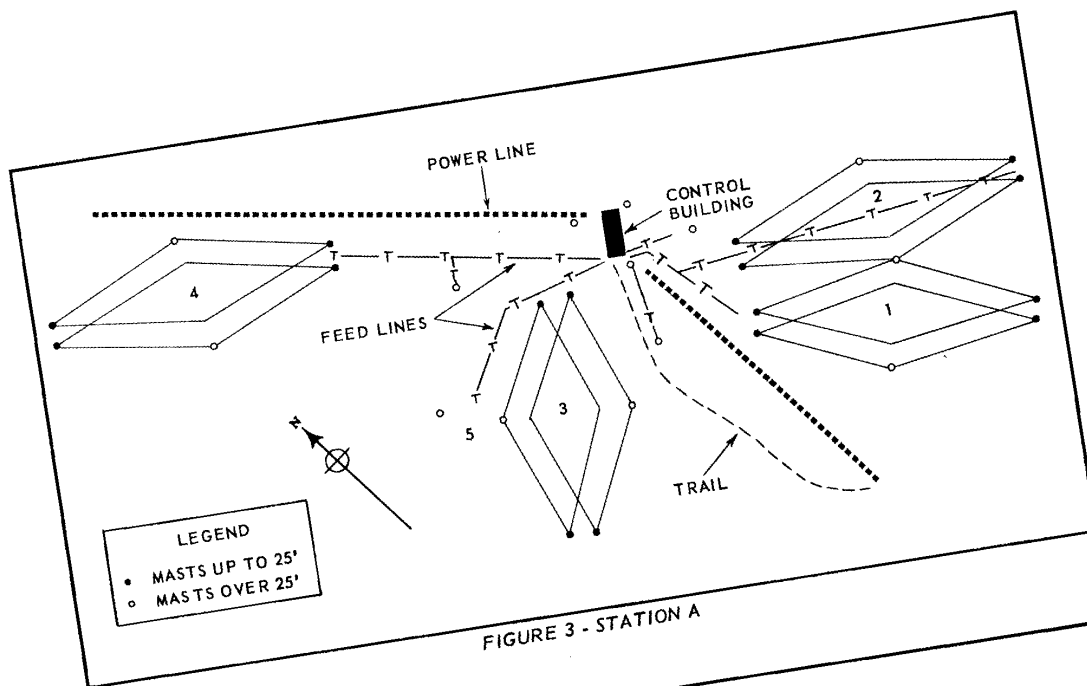 POWER LINE
CONTROL
BUILDING
2
4
1
FEED LINES
3
5
N
TRAIL
LEGEND
MASTS UP TO 25'
MASTS OVER 25'
FIGURE 3 - STATION A
T T T T T
T
T T T
T T T
T T T T
T